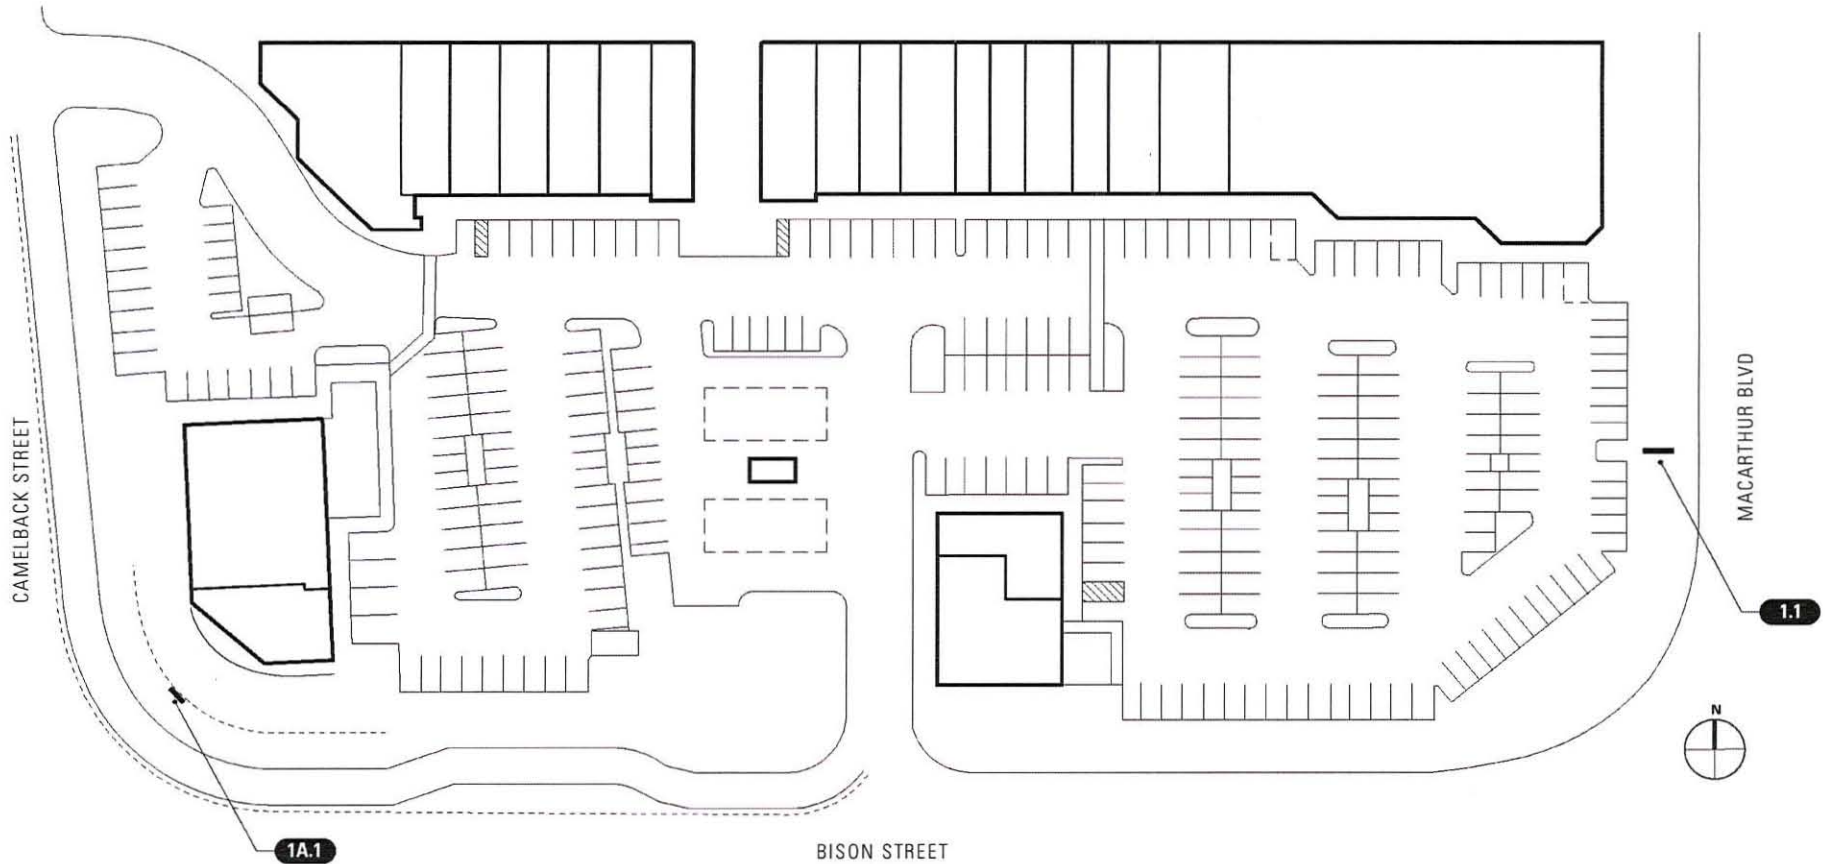 CAMELBACK STREET
MACARTHUR BLVD
1.1
N
1A.1
BISON STREET